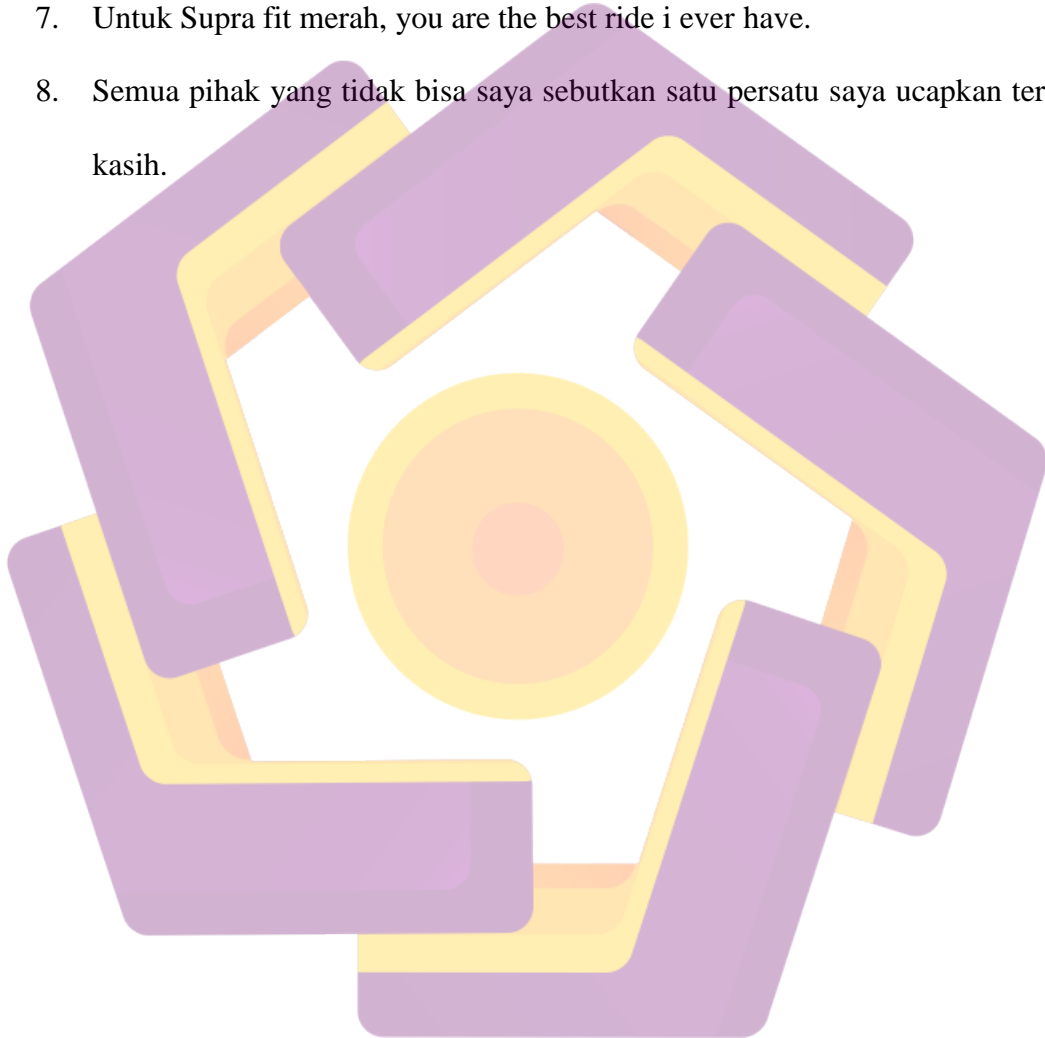 7. Untuk Supra fit merah, you are the best ride i ever have.
8. Semua pihak yang tidak bisa saya sebutkan satu persatu saya ucapkan ter
kasih.